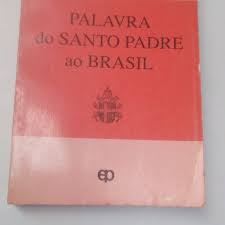 PALAVRA
do SANTO PADRE
ao BRASIL
ep